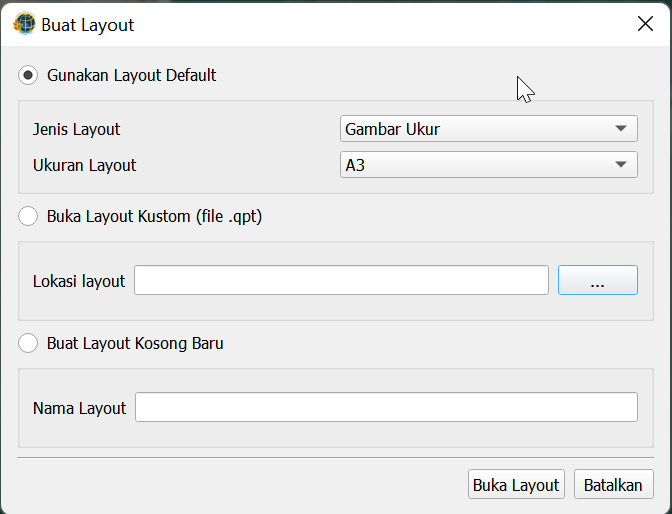 Buat Layout
Gunakan Layout Default
Jenis Layout Gambar Ukur
Ukuran Layout A3
Buka Layout Kustom (file .qpt)
Lokasi layout ...
Buat Layout Kosong Baru
Nama Layout
Buka Layout Batalkan